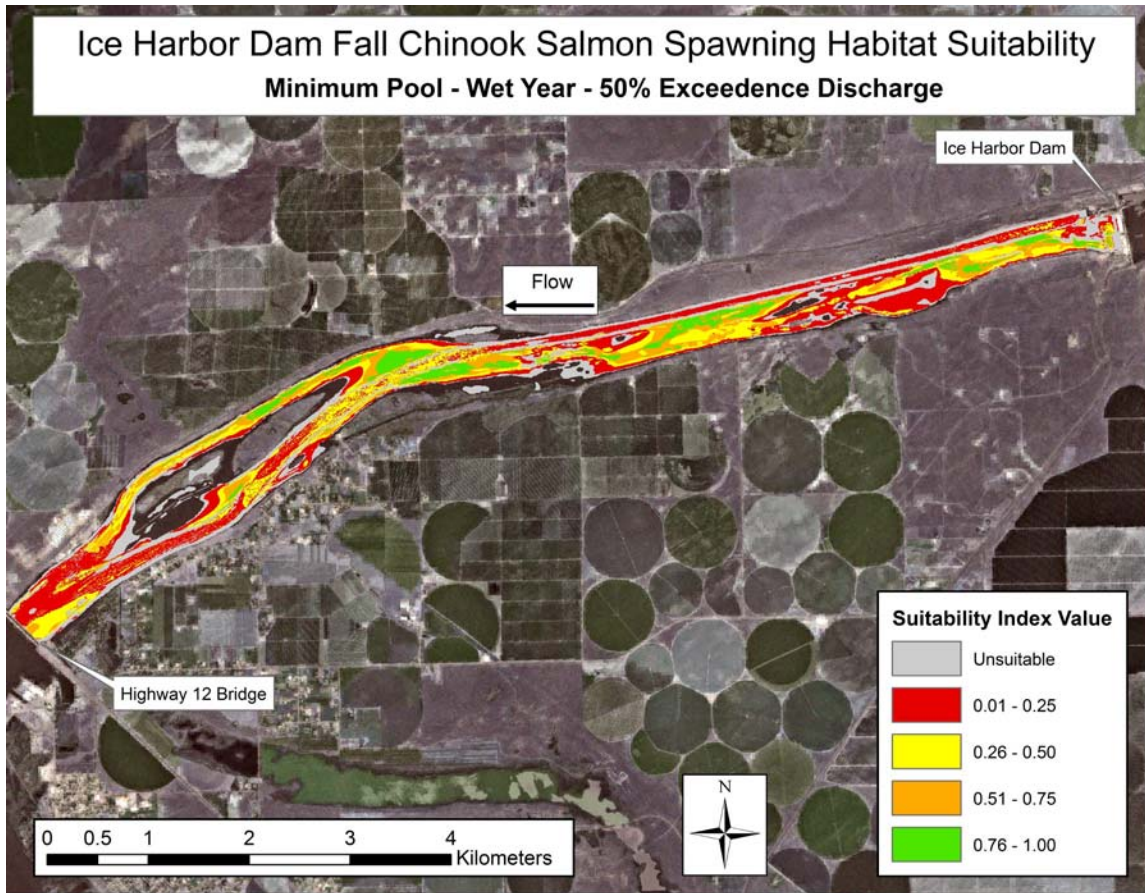 Ice Harbor Dam Fall Chinook Salmon Spawning Habitat Suitability
Minimum Pool - Wet Year - 50% Exceedence Discharge
Ice Harbor Dam
Flow
Highway 12 Bridge
Suitability Index Value
Unsuitable
0.01 - 0.25
0.26 - 0.50
0.51 - 0.75
0.76 - 1.00
N
0 0.5 1 2 3 4
Kilometers